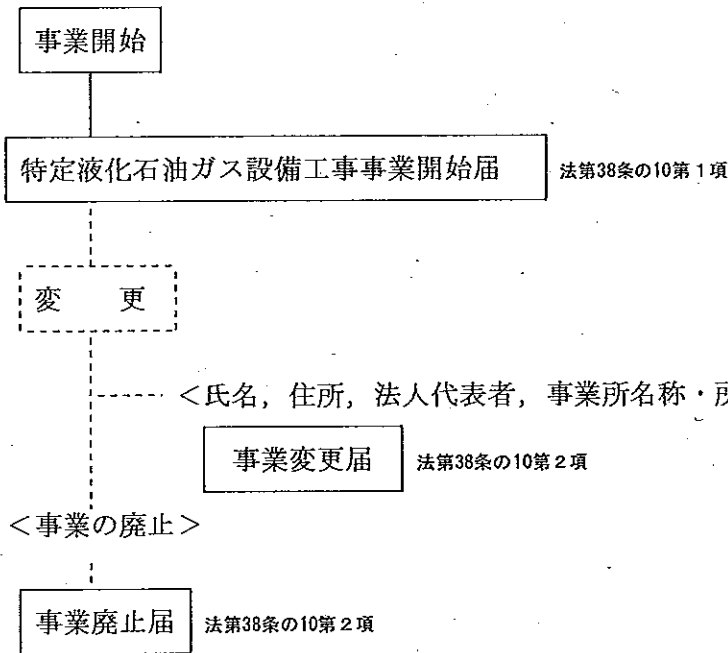 事業開始
特定液化石油ガス設備工事事業開始届 法第38条の10第1項
変 更
＜氏名，住所，法人代表者，事業所名称・
事業変更届 法第38条の10第2項
＜事業の廃止＞
事業廃止届 法第38条の10第2項